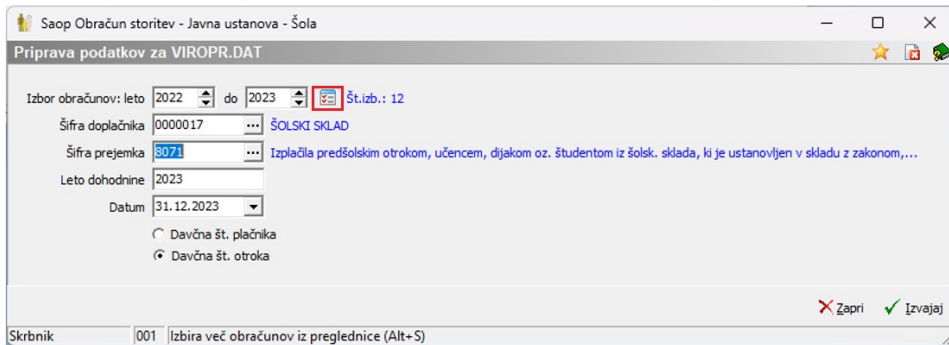 Saop Obračun storitev - Javna ustanova - Šola
Priprava podatkov za VIROPR.DAT
Izbor obračunov: leto 2022 do 2023 Št.izb.: 12
Šifra doplačnika 0000017 ... ŠOLSKI SKLAD
Šifra prejemka 8071 ... Izplačila predšolskim otrokom, učencem, dijakom oz. študentom iz šolsk. sklada, ki je ustanovljen v skladu z zakonom,...
Leto dohodnine 2023
Datum 31.12.2023
Davčna št. plačnika
Davčna št. otroka
Zapri Izvajaj
Skrbnik 001 Izbira več obračunov iz preglednice (Alt+S)